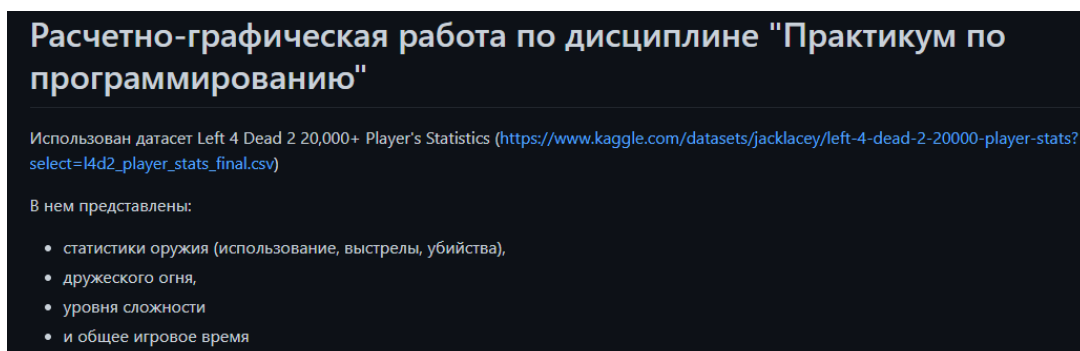 Расчетно-графическая работа по дисциплине "Практикум по
программированию"
Использован датасет Left 4 Dead 2 20,000+ Player's Statistics (https://www.kaggle.com/datasets/jacklacey/left-4-dead-2-20000-player-stats?
select=l4d2_player_stats_final.csv)
В нем представлены:
• статистики оружия (использование, выстрелы, убийства),
• дружеского огня,
• уровня сложности
• и общее игровое время